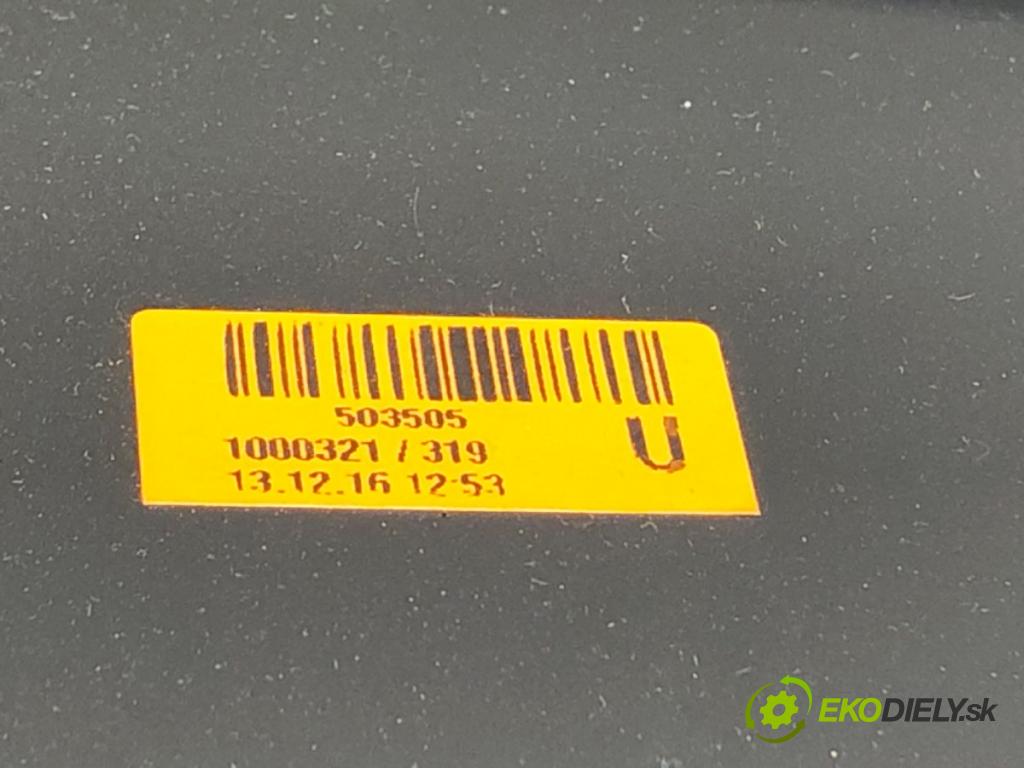 503505
1000321 / 319
U
13.12.16 12:53
EKODIELY.sk